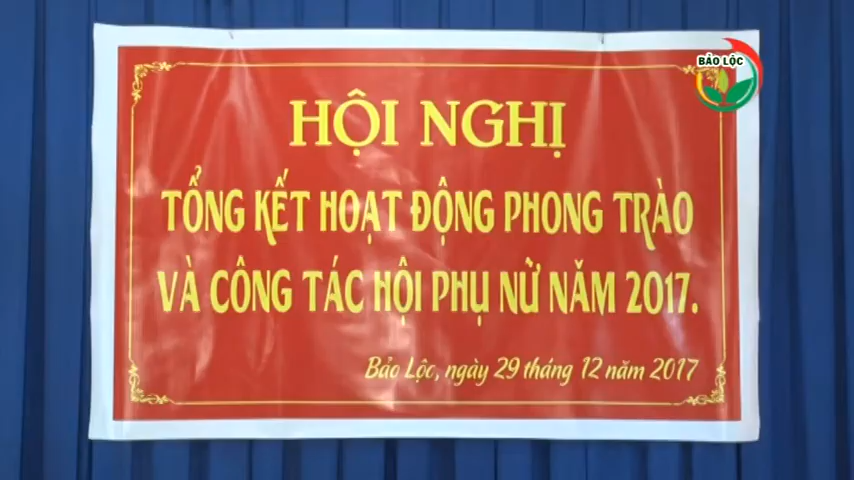 BẢO LỘC
HỘI NGHỊ
TỔNG KẾT HOẠT ĐỘNG PHONG TRÀO
VÀ CÔNG TÁC HỘI PHỤ NỮ NĂM 2017.
Bảo Lộc, ngày 29 tháng 12 năm 2017